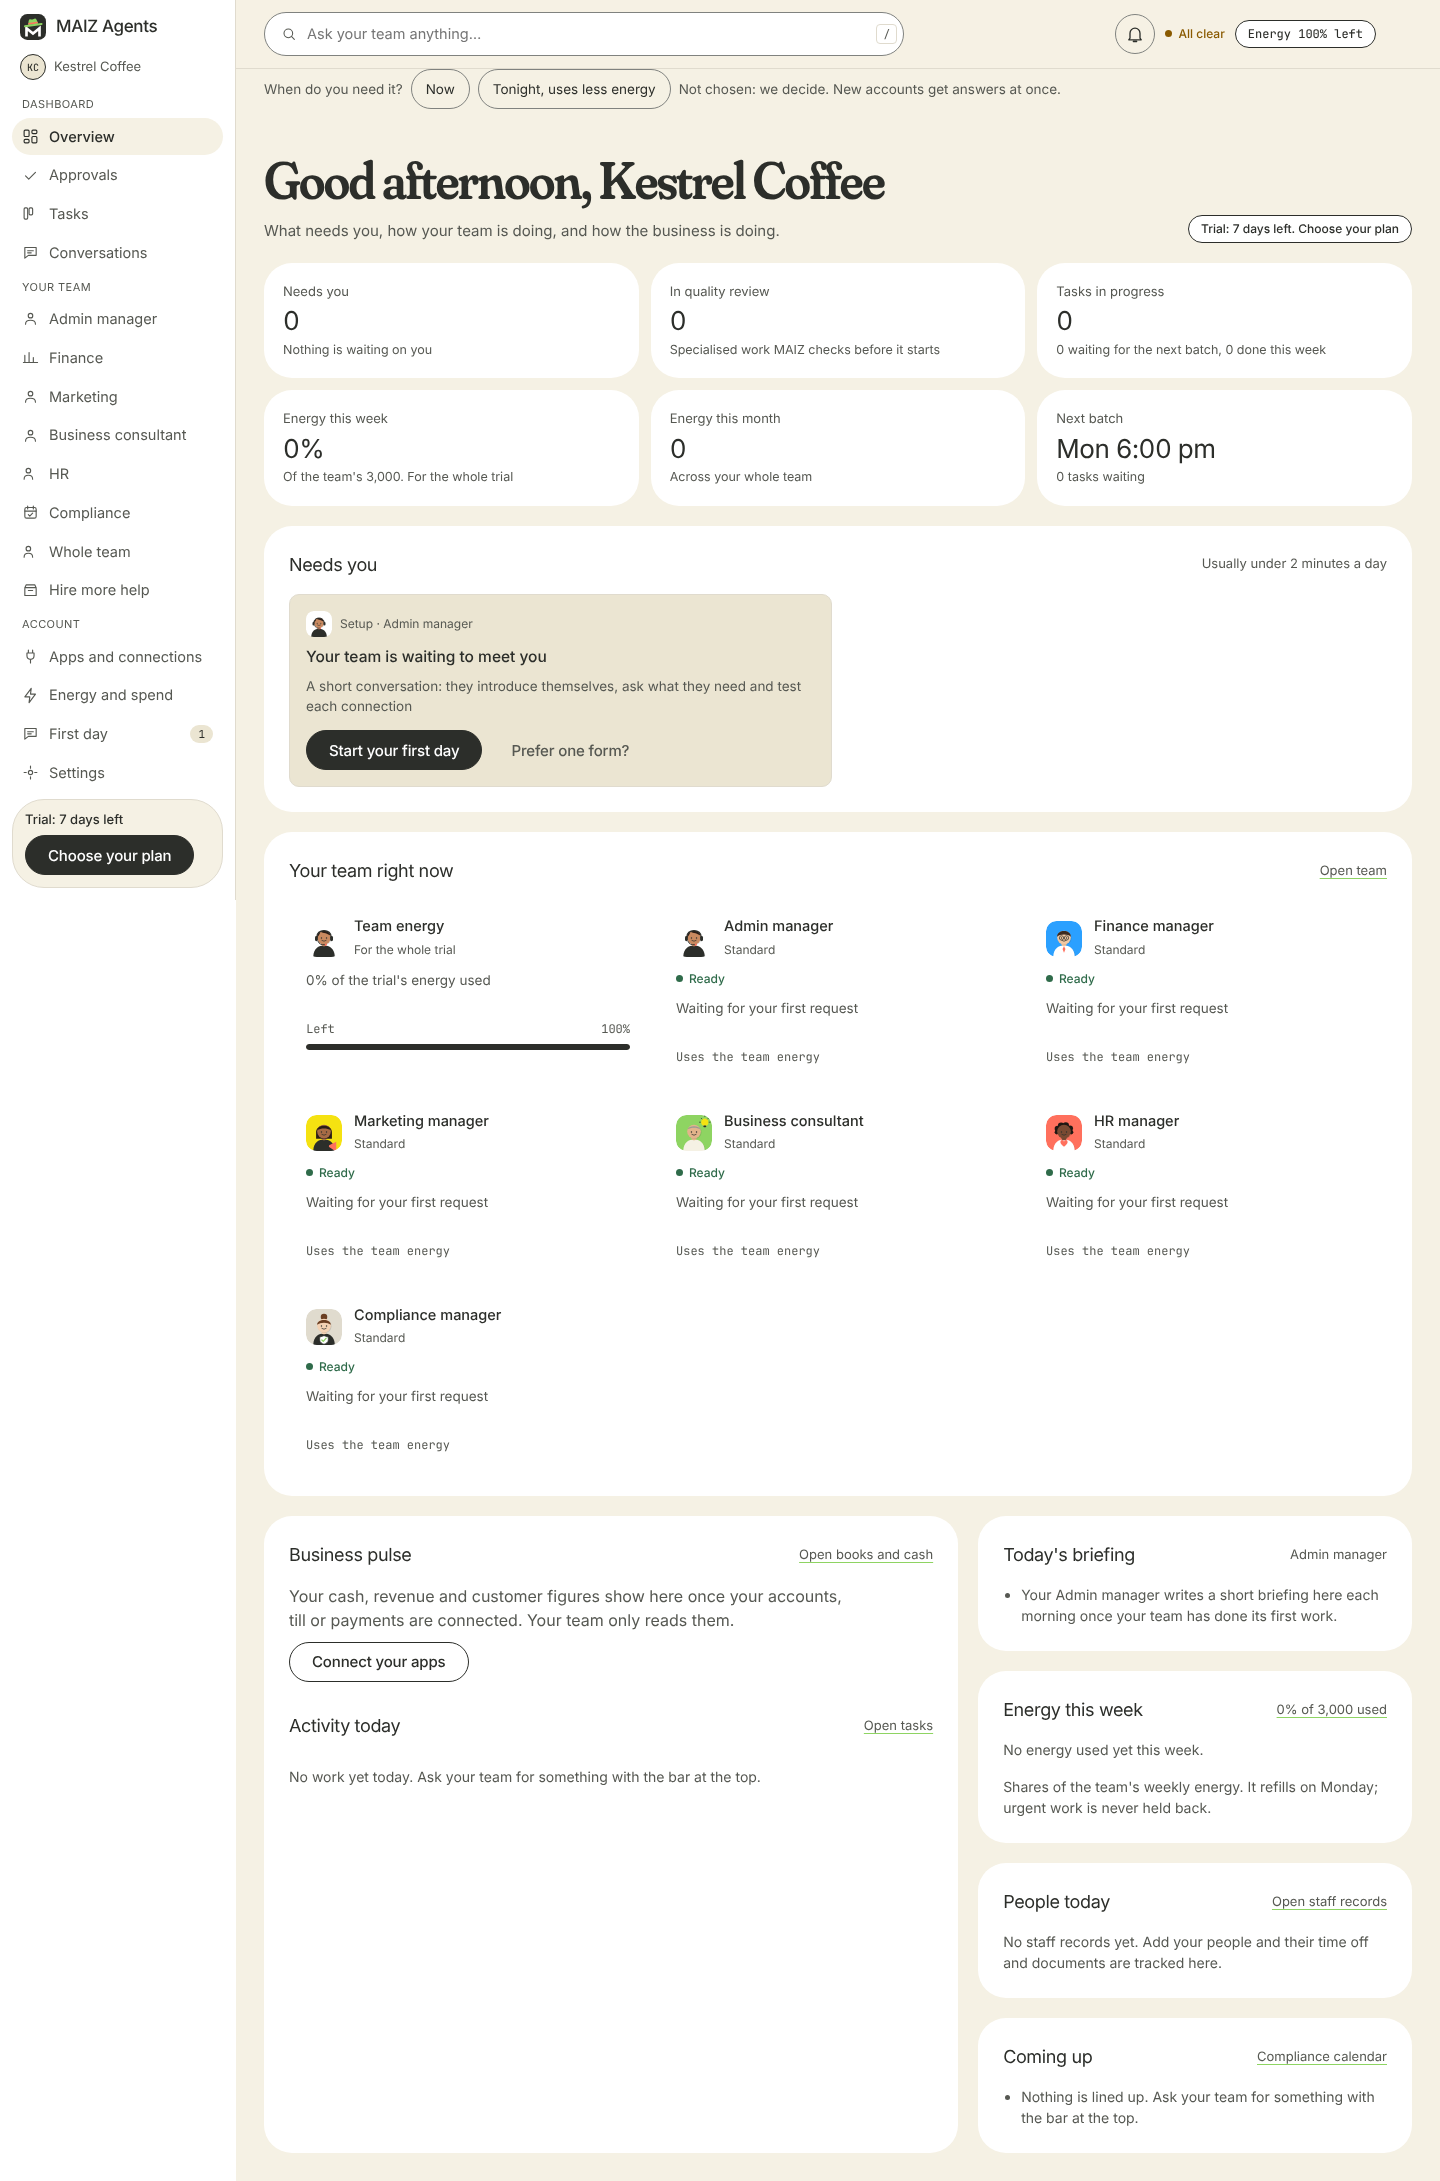 MAIZ Agents
KC Kestrel Coffee
DASHBOARD
Overview
Approvals
Tasks
Conversations
YOUR TEAM
Admin manager
Finance
Marketing
Business consultant
HR
Compliance
Whole team
Hire more help
ACCOUNT
Apps and connections
Energy and spend
First day 1
Settings
Trial: 7 days left
Choose your plan
Ask your team anything... /
All clear
Energy 100% left
When do you need it? Now Tonight, uses less energy Not chosen: we decide. New accounts get answers at once.
Good afternoon, Kestrel Coffee
What needs you, how your team is doing, and how the business is doing.
Trial: 7 days left. Choose your plan
Needs you
0
Nothing is waiting on you
In quality review
0
Specialised work MAIZ checks before it starts
Tasks in progress
0
0 waiting for the next batch, 0 done this week
Energy this week
0%
Of the team's 3,000. For the whole trial
Energy this month
0
Across your whole team
Next batch
Mon 6:00 pm
0 tasks waiting
Needs you
Usually under 2 minutes a day
Setup · Admin manager
Your team is waiting to meet you
A short conversation: they introduce themselves, ask what they need and test
each connection
Start your first day
Prefer one form?
Your team right now
Open team
Team energy
For the whole trial
0% of the trial's energy used
Left 100%
Admin manager
Standard
Ready
Waiting for your first request
Uses the team energy
Finance manager
Standard
Ready
Waiting for your first request
Uses the team energy
Marketing manager
Standard
Ready
Waiting for your first request
Uses the team energy
Business consultant
Standard
Ready
Waiting for your first request
Uses the team energy
HR manager
Standard
Ready
Waiting for your first request
Uses the team energy
Compliance manager
Standard
Ready
Waiting for your first request
Uses the team energy
Business pulse
Open books and cash
Your cash, revenue and customer figures show here once your accounts,
till or payments are connected. Your team only reads them.
Connect your apps
Activity today
Open tasks
No work yet today. Ask your team for something with the bar at the top.
Today's briefing
Admin manager
• Your Admin manager writes a short briefing here each
morning once your team has done its first work.
Energy this week
0% of 3,000 used
No energy used yet this week.
Shares of the team's weekly energy. It refills on Monday;
urgent work is never held back.
People today
Open staff records
No staff records yet. Add your people and their time off
and documents are tracked here.
Coming up
Compliance calendar
• Nothing is lined up. Ask your team for something with
the bar at the top.